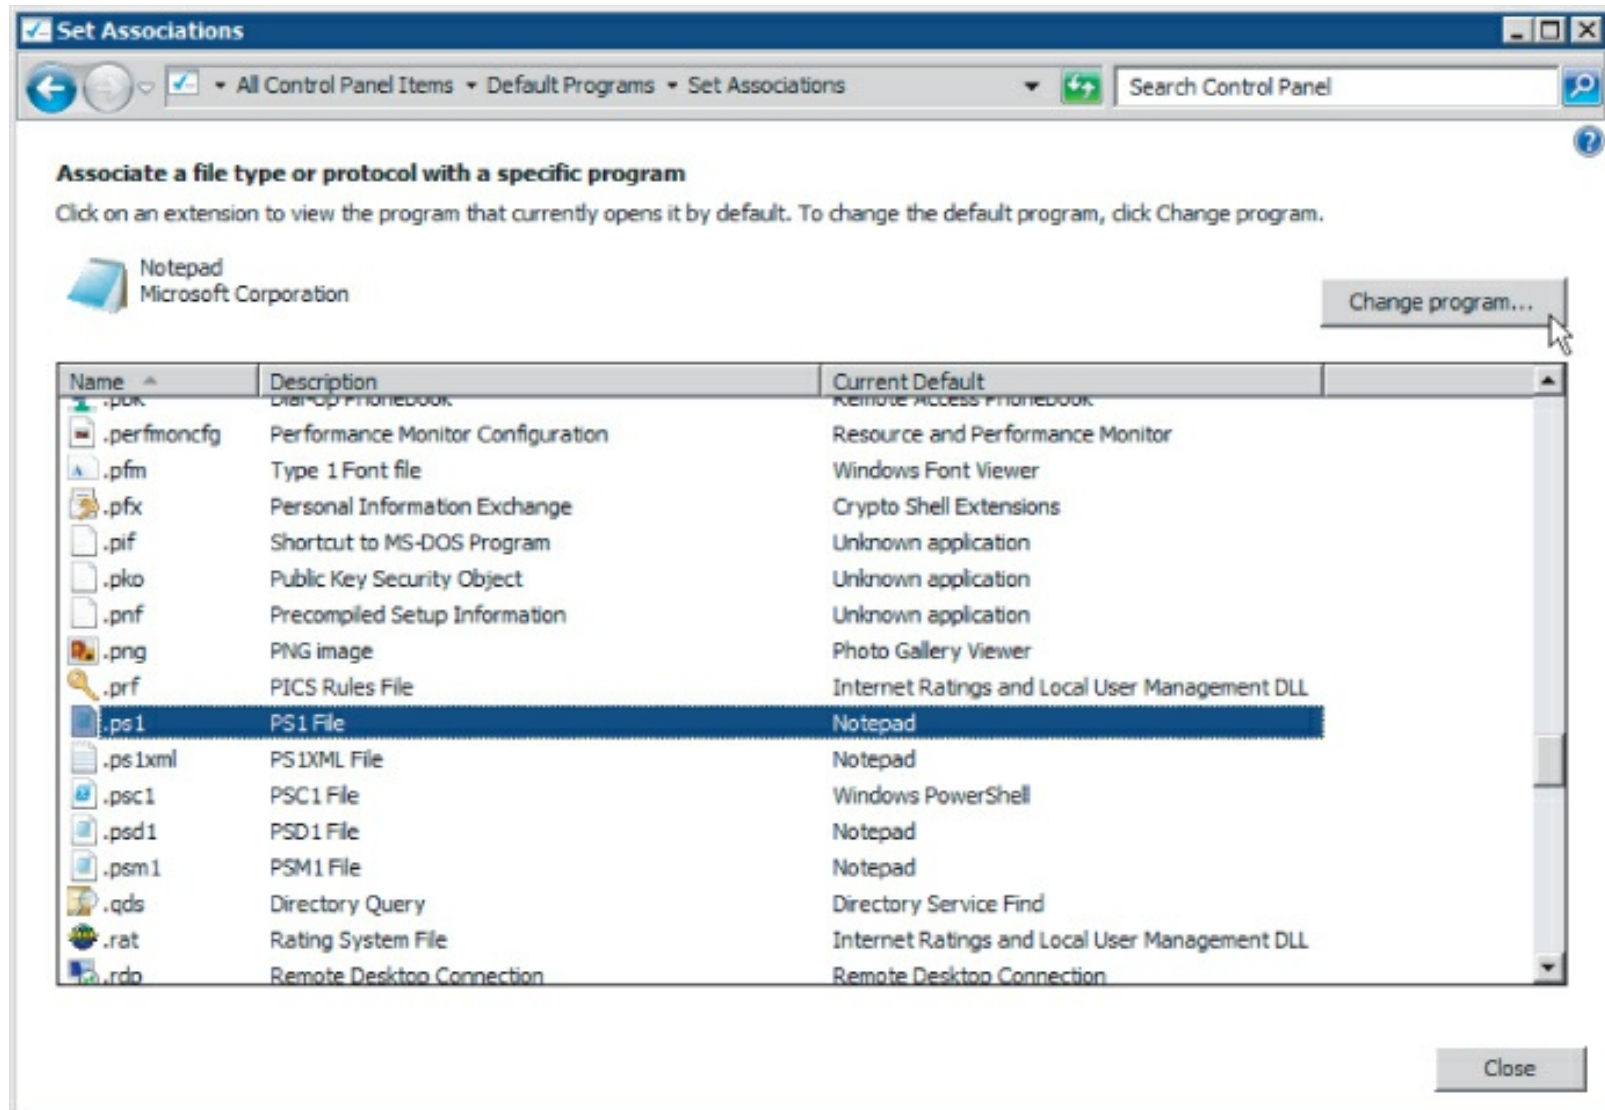 Set Associations
All Control Panel Items Default Programs Set Associations Search Control Panel
Associate a file type or protocol with a specific program
Click on an extension to view the program that currently opens it by default. To change the default program, click Change program.
Notepad
Microsoft Corporation
Change program...
Name Description Current Default
.pbk Dial-Up Phonebook Remote Access Phonebook
.perfmoncfg Performance Monitor Configuration Resource and Performance Monitor
.pfm Type 1 Font file Windows Font Viewer
.pfx Personal Information Exchange Crypto Shell Extensions
.pif Shortcut to MS-DOS Program Unknown application
.pko Public Key Security Object Unknown application
.pnf Precompiled Setup Information Unknown application
.png PNG image Photo Gallery Viewer
.prf PICS Rules File Internet Ratings and Local User Management DLL
.ps1 PS1 File Notepad
.ps1xml PS1XML File Notepad
.psc1 PSC1 File Windows PowerShell
.psd1 PSD1 File Notepad
.psm1 PSM1 File Notepad
.qds Directory Query Directory Service Find
.rat Rating System File Internet Ratings and Local User Management DLL
.rdp Remote Desktop Connection Remote Desktop Connection
Close